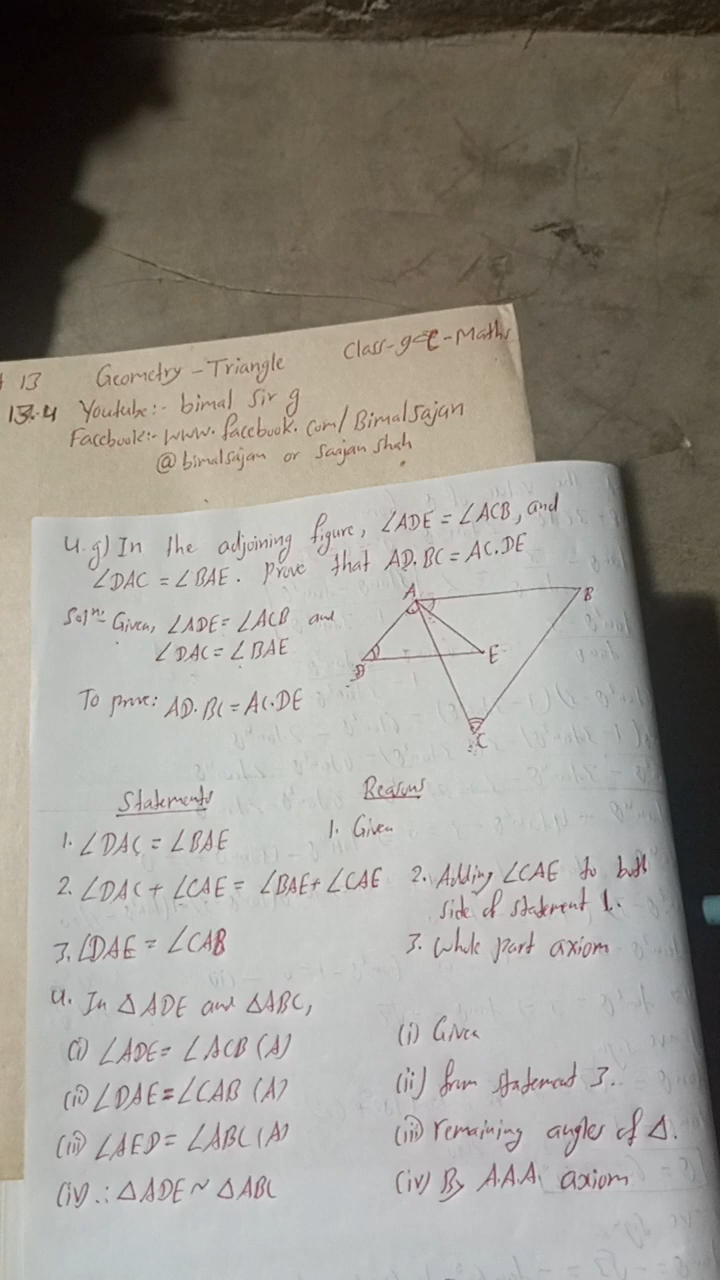 13 Geometry - Triangle Class-9 - Maths
13.4 Youtube:- bimal sir g
Facebook:- www.facebook.com/Bimalsajan
@bimalsajan or saajan shah
4.g) In the adjoining figure, ∠ADE = ∠ACB, and
∠DAC = ∠BAE. Prove that AD.BC = AC.DE
Solⁿ: Given, ∠ADE = ∠ACB and
∠DAC = ∠BAE
To prove: AD.BC = AC.DE
A
B
D
E
C
Statements Reasons
1. ∠DAC = ∠BAE 1. Given
2. ∠DAC + ∠CAE = ∠BAE + ∠CAE 2. Adding ∠CAE to both
side of statement 1.
3. ∠DAE = ∠CAB 3. Whole part axiom
4. In △ADE and △ABC,
(i) ∠ADE = ∠ACB (A) (i) Given
(ii) ∠DAE = ∠CAB (A) (ii) from statement 3.
(iii) ∠AED = ∠ABC (A) (iii) remaining angles of △.
(iv) ∴ △ADE ~ △ABC (iv) By A.A.A. axiom